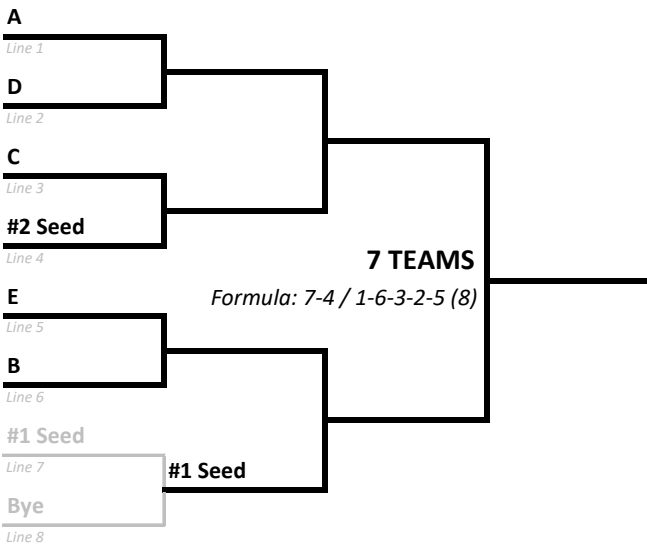 A
Line 1
D
Line 2
C
Line 3
#2 Seed
Line 4
7 TEAMS
Formula: 7-4 / 1-6-3-2-5 (8)
E
Line 5
B
Line 6
#1 Seed
Line 7
#1 Seed
Bye
Line 8